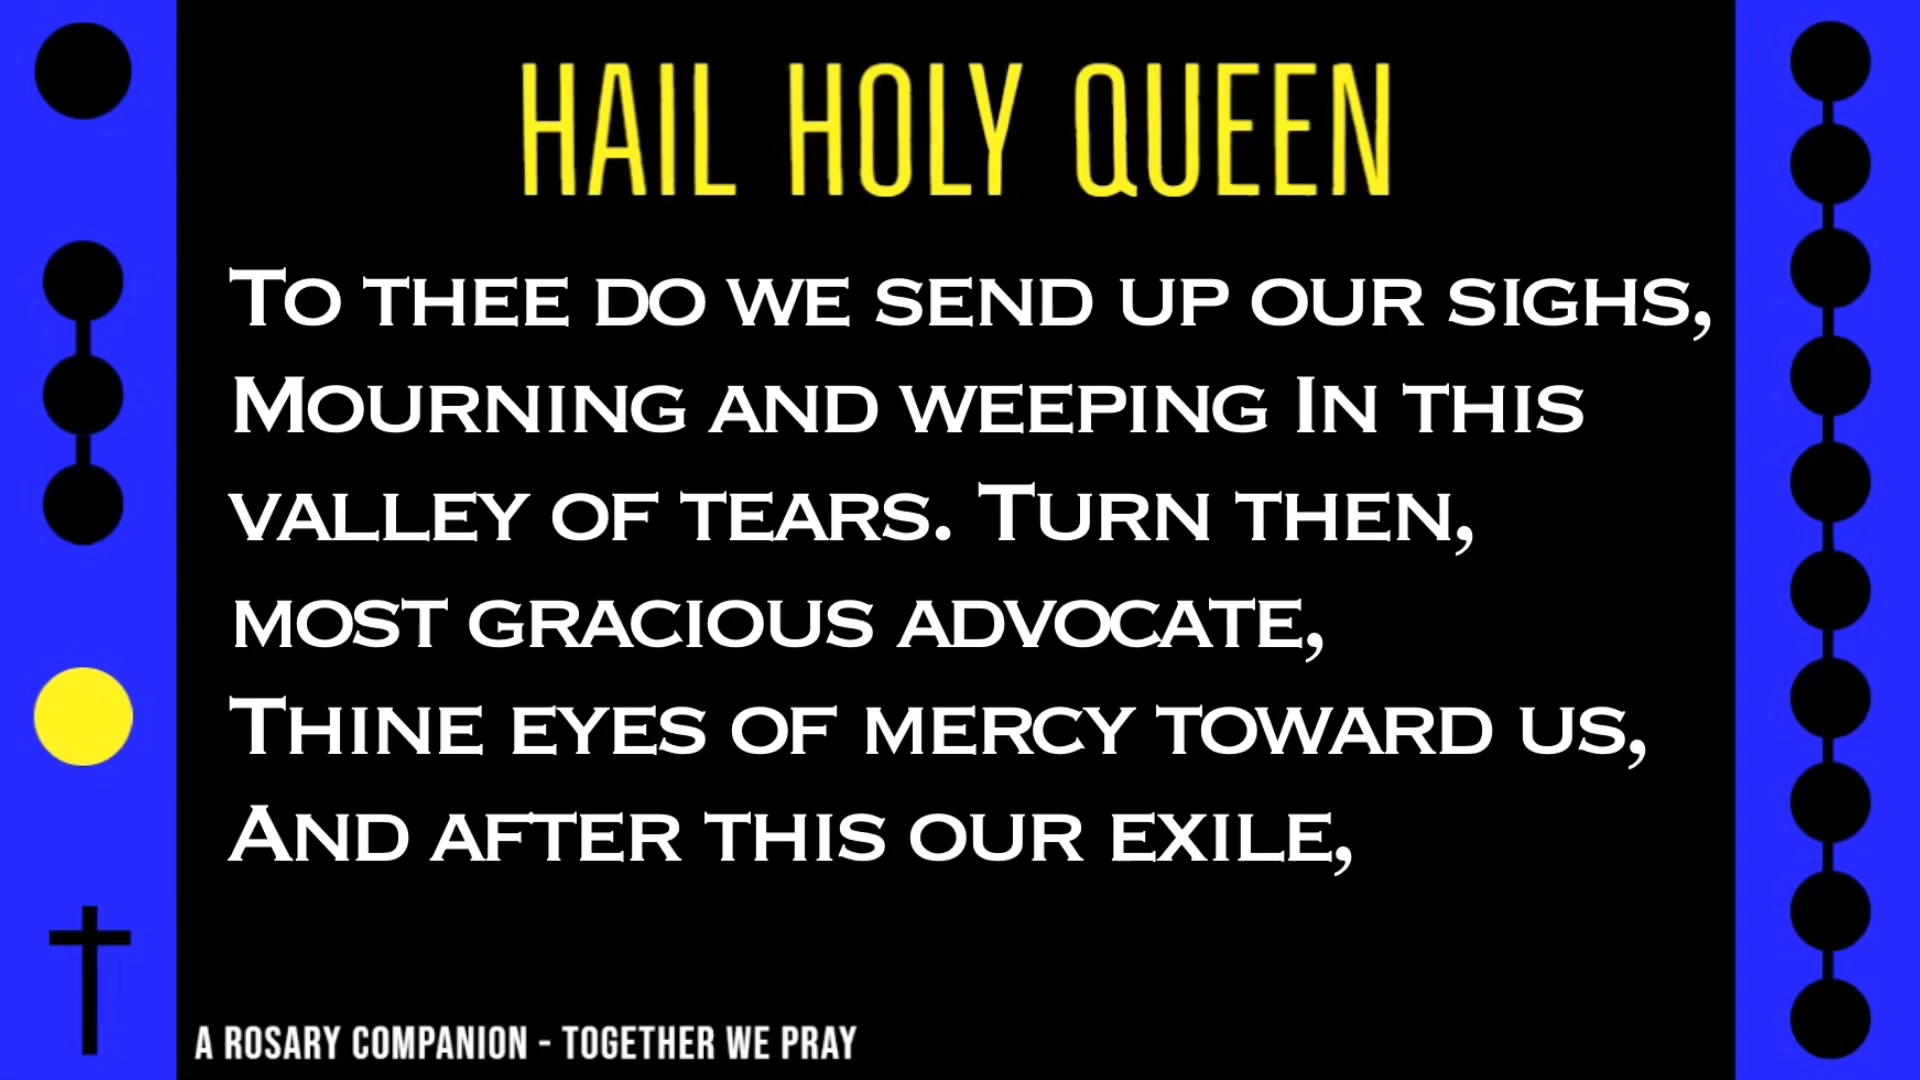 HAIL HOLY QUEEN
To thee do we send up our sighs,
Mourning and weeping In this
valley of tears. Turn then,
most gracious advocate,
Thine eyes of mercy toward us,
And after this our exile,
A ROSARY COMPANION - TOGETHER WE PRAY